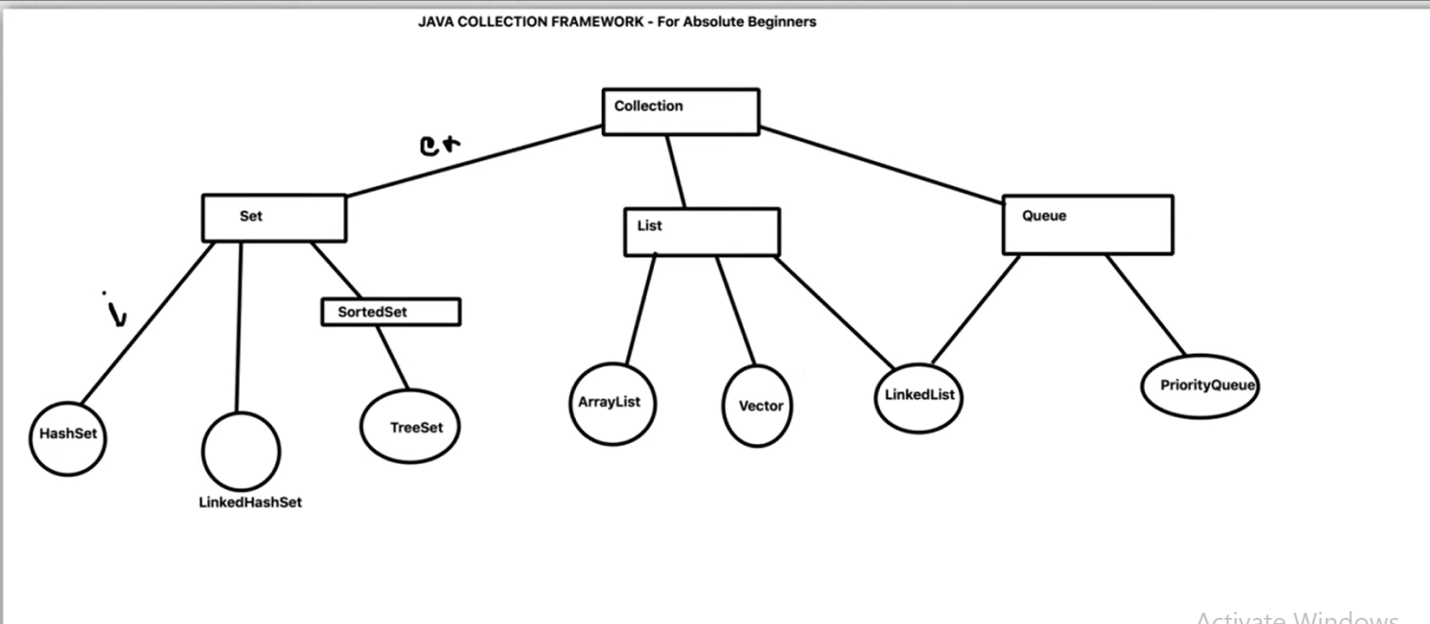 JAVA COLLECTION FRAMEWORK - For Absolute Beginners
Collection
Set
List
Queue
SortedSet
HashSet
LinkedHashSet
TreeSet
ArrayList
Vector
LinkedList
PriorityQueue
i
Activate Windows